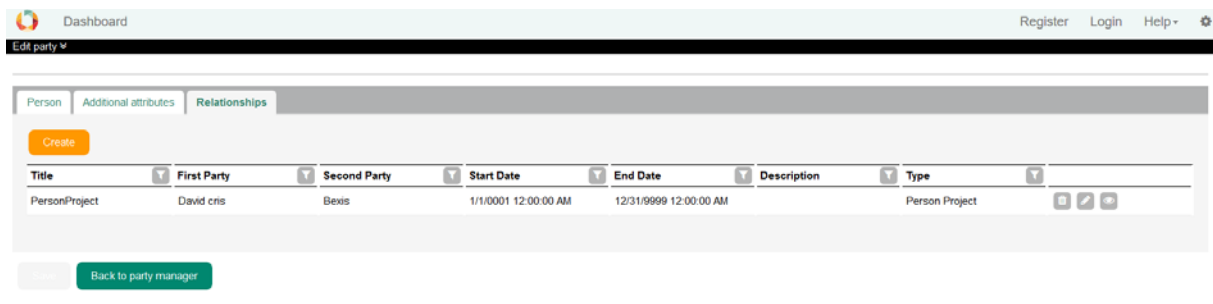 Dashboard Register Login Help
Edit party
Person Additional attributes Relationships
Create
Title First Party Second Party Start Date End Date Description Type
PersonProject David cris Bexis 1/1/0001 12:00:00 AM 12/31/9999 12:00:00 AM Person Project
Back to party manager